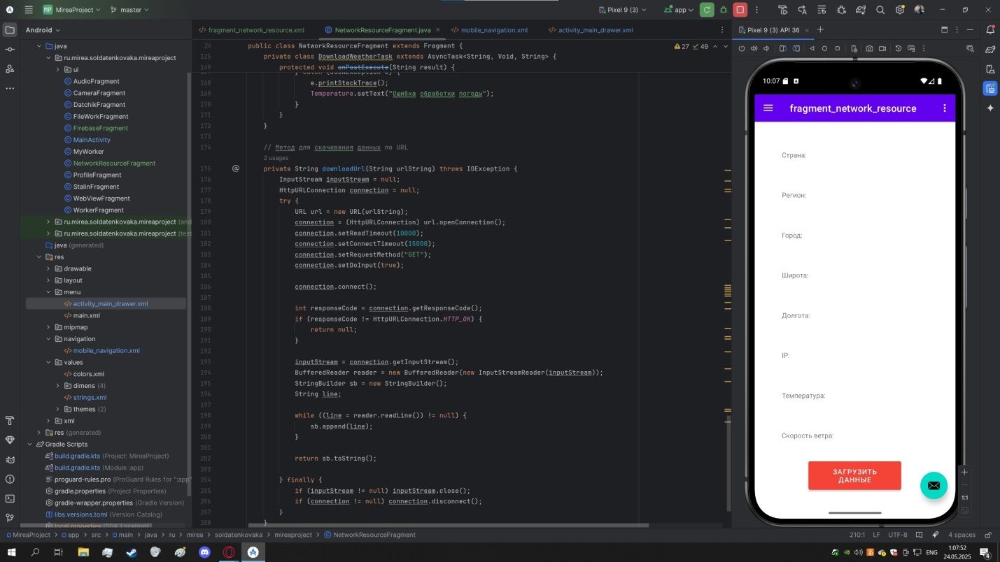 MP MireaProject
master
Pixel 9 (3)
app
Android
fragment_network_resource.xml
NetworkResourceFragment.java
mobile_navigation.xml
activity_main_drawer.xml
Pixel 9 (3) API 36
java
ru.mirea.soldatenkovaka.mireaproject
ui
AudioFragment
CameraFragment
DatchikFragment
FileWorkFragment
FirebaseFragment
MainActivity
MyWorker
NetworkResourceFragment
ProfileFragment
StalinFragment
WebViewFragment
WorkerFragment
ru.mirea.soldatenkovaka.mireaproject (and
ru.mirea.soldatenkovaka.mireaproject (test
java (generated)
res
drawable
layout
menu
activity_main_drawer.xml
main.xml
mipmap
navigation
mobile_navigation.xml
values
colors.xml
dimens (4)
strings.xml
themes (2)
xml
res (generated)
Gradle Scripts
build.gradle.kts (Project: MireaProject)
build.gradle.kts (Module :app)
proguard-rules.pro (ProGuard Rules for ":app"
gradle.properties (Project Properties)
gradle-wrapper.properties (Gradle Version)
libs.versions.toml (Version Catalog)
local.properties (SDK Location)
26 public class NetworkResourceFragment extends Fragment {
27 49
125 private class DownloadWeatherTask extends AsyncTask<String, Void, String> {
149 protected void onPostExecute(String result) {
} catch (JSONException e) {
168 e.printStackTrace();
169 Temperature.setText("Ошибка обработки погоды");
170 }
171 }
172 }
173
174 // Метод для скачивания данных по URL
2 usages
175 @ private String downloadUrl(String urlString) throws IOException {
176 InputStream inputStream = null;
177 HttpURLConnection connection = null;
178 try {
179 URL url = new URL(urlString);
180 connection = (HttpURLConnection) url.openConnection();
181 connection.setReadTimeout(10000);
182 connection.setConnectTimeout(15000);
183 connection.setRequestMethod("GET");
184 connection.setDoInput(true);
185
186 connection.connect();
187
188 int responseCode = connection.getResponseCode();
189 if (responseCode != HttpURLConnection.HTTP_OK) {
190 return null;
191 }
192
193 inputStream = connection.getInputStream();
194 BufferedReader reader = new BufferedReader(new InputStreamReader(inputStream));
195 StringBuilder sb = new StringBuilder();
196 String line;
197
198 while ((line = reader.readLine()) != null) {
199 sb.append(line);
200 }
201
202 return sb.toString();
203
204 } finally {
205 if (inputStream != null) inputStream.close();
206 if (connection != null) connection.disconnect();
207 }
208 }
10:07
fragment_network_resource
Страна:
Регион:
Город:
Широта:
Долгота:
IP:
Температура:
Скорость ветра:
ЗАГРУЗИТЬ
ДАННЫЕ
1:1
MireaProject > app > src > main > java > ru > mirea > soldatenkovaka > mireaproject > NetworkResourceFragment
210:1 LF UTF-8 4 spaces
ENG
1:07:52
24.05.2025
4